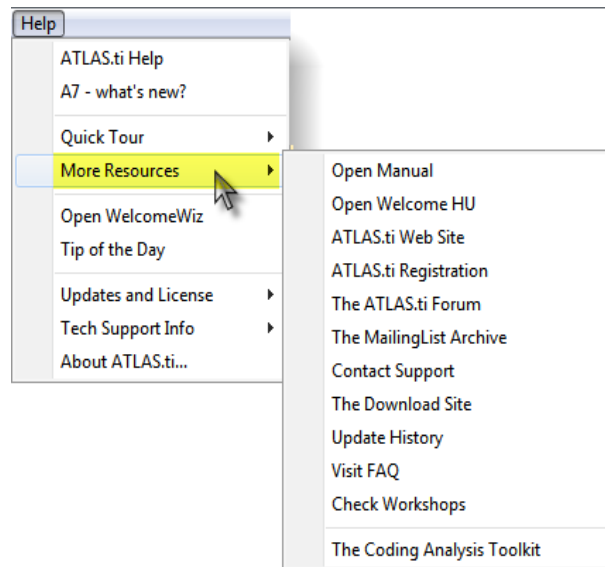 Help
ATLAS.ti Help
A7 - what's new?
Quick Tour
More Resources
Open WelcomeWiz
Tip of the Day
Updates and License
Tech Support Info
About ATLAS.ti...
Open Manual
Open Welcome HU
ATLAS.ti Web Site
ATLAS.ti Registration
The ATLAS.ti Forum
The MailingList Archive
Contact Support
The Download Site
Update History
Visit FAQ
Check Workshops
The Coding Analysis Toolkit